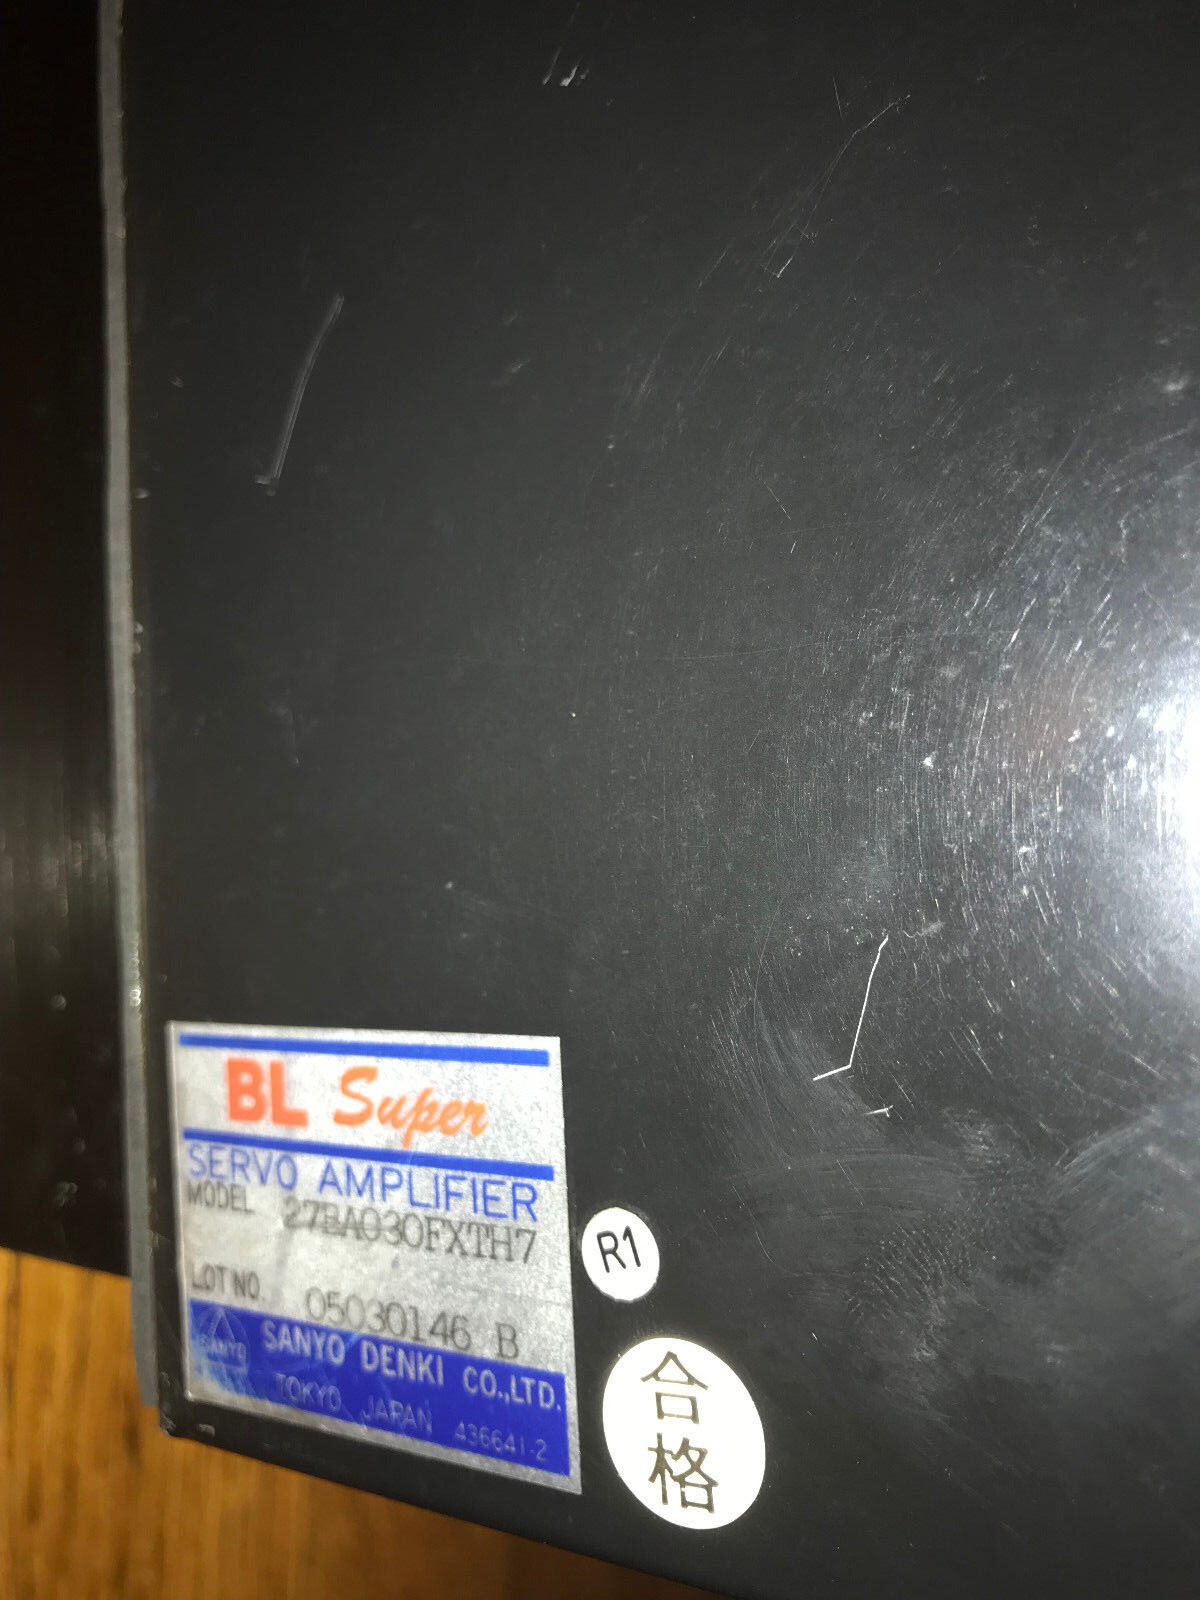 BL Super
SERVO AMPLIFIER
MODEL 27BA030FXTH7
LOT NO. 05030146 B
SANYO
SANYO DENKI CO.,LTD.
TOKYO JAPAN 436641-2
R1
合
格